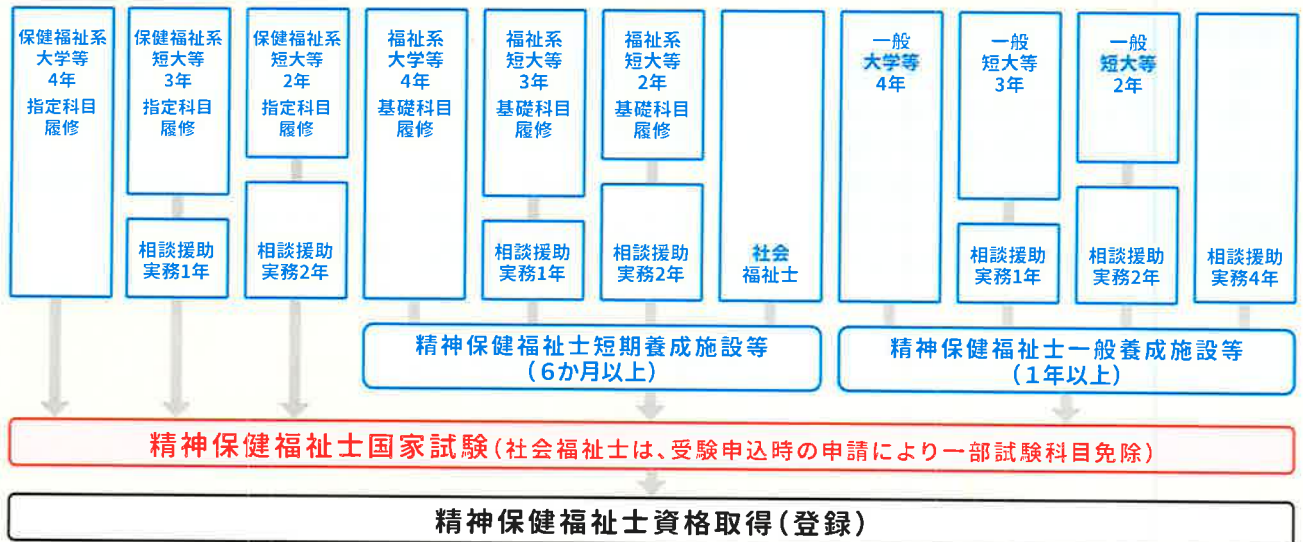 保健福祉系
大学等
4年
指定科目
履修
保健福祉系
短大等
3年
指定科目
履修
相談援助
実務1年
保健福祉系
短大等
2年
指定科目
履修
相談援助
実務2年
福祉系
大学等
4年
基礎科目
履修
福祉系
短大等
3年
基礎科目
履修
相談援助
実務1年
福祉系
短大等
2年
基礎科目
履修
相談援助
実務2年
社会
福祉士
一般
大学等
4年
一般
短大等
3年
相談援助
実務1年
一般
短大等
2年
相談援助
実務2年
相談援助
実務4年
精神保健福祉士短期養成施設等
(6か月以上)
精神保健福祉士一般養成施設等
(1年以上)
精神保健福祉士国家試験(社会福祉士は、受験申込時の申請により一部試験科目免除)
精神保健福祉士資格取得(登録)